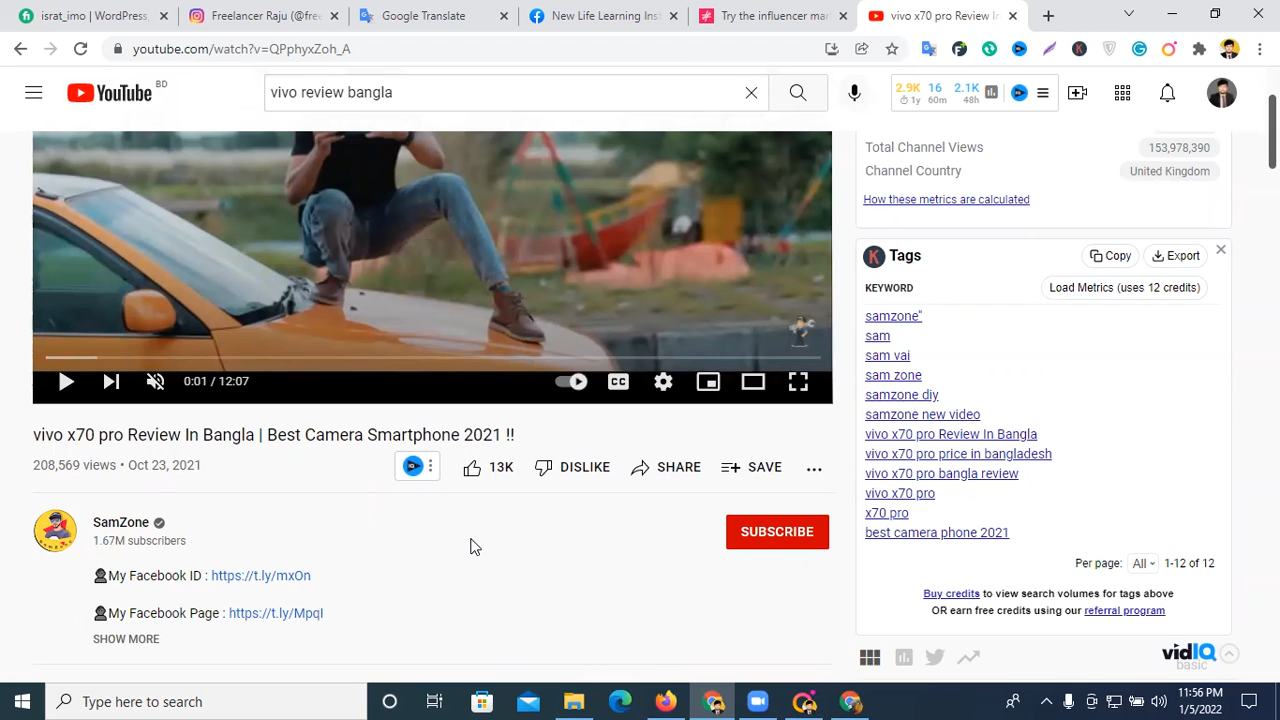 israt_imo | WordPress,
Freelancer Raju (@free
Google Translate
New Life Learning Inst
Try the influencer mar
vivo x70 pro Review In
youtube.com/watch?v=QPphyxZoh_A
YouTube BD
vivo review bangla
2.9K 16 2.1K
1y 60m 48h
Total Channel Views 153,978,390
Channel Country United Kingdom
How these metrics are calculated
K Tags Copy Export
KEYWORD Load Metrics (uses 12 credits)
samzone"
sam
sam vai
sam zone
samzone diy
samzone new video
vivo x70 pro Review In Bangla
vivo x70 pro price in bangladesh
vivo x70 pro bangla review
vivo x70 pro
x70 pro
best camera phone 2021
Per page: All 1-12 of 12
Buy credits to view search volumes for tags above
OR earn free credits using our referral program
vidIQ
basic
0:01 / 12:07
CC
vivo x70 pro Review In Bangla | Best Camera Smartphone 2021 !!
208,569 views • Oct 23, 2021
13K DISLIKE SHARE SAVE
SamZone
1.67M subscribers
SUBSCRIBE
My Facebook ID : https://t.ly/mxOn
My Facebook Page : https://t.ly/MpqI
SHOW MORE
Type here to search
11:56 PM
1/5/2022